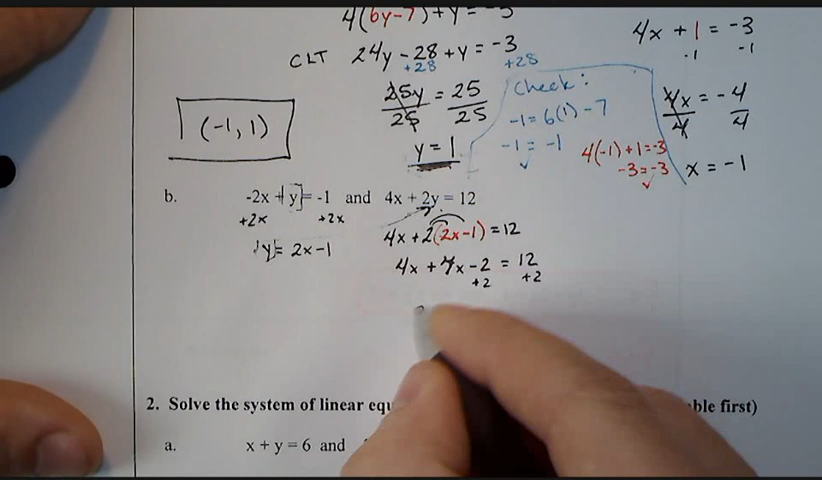 4(6y-7)+y=-3
4x + 1 = -3
-1 -1
CLT 24y - 28 + y = -3
+28 +28
25y = 25
25 25
y = 1
(-1, 1)
Check:
-1 = 6(1) - 7
-1 = -1
✓
4(-1)+1=-3
-3=-3
✓
4x = -4
4 4
x = -1
b. -2x + y = -1 and 4x + 2y = 12
+2x +2x
y = 2x - 1
4x + 2(2x-1) = 12
4x + 4x - 2 = 12
+2 +2
2. Solve the system of linear
ble first)
a. x + y = 6 and